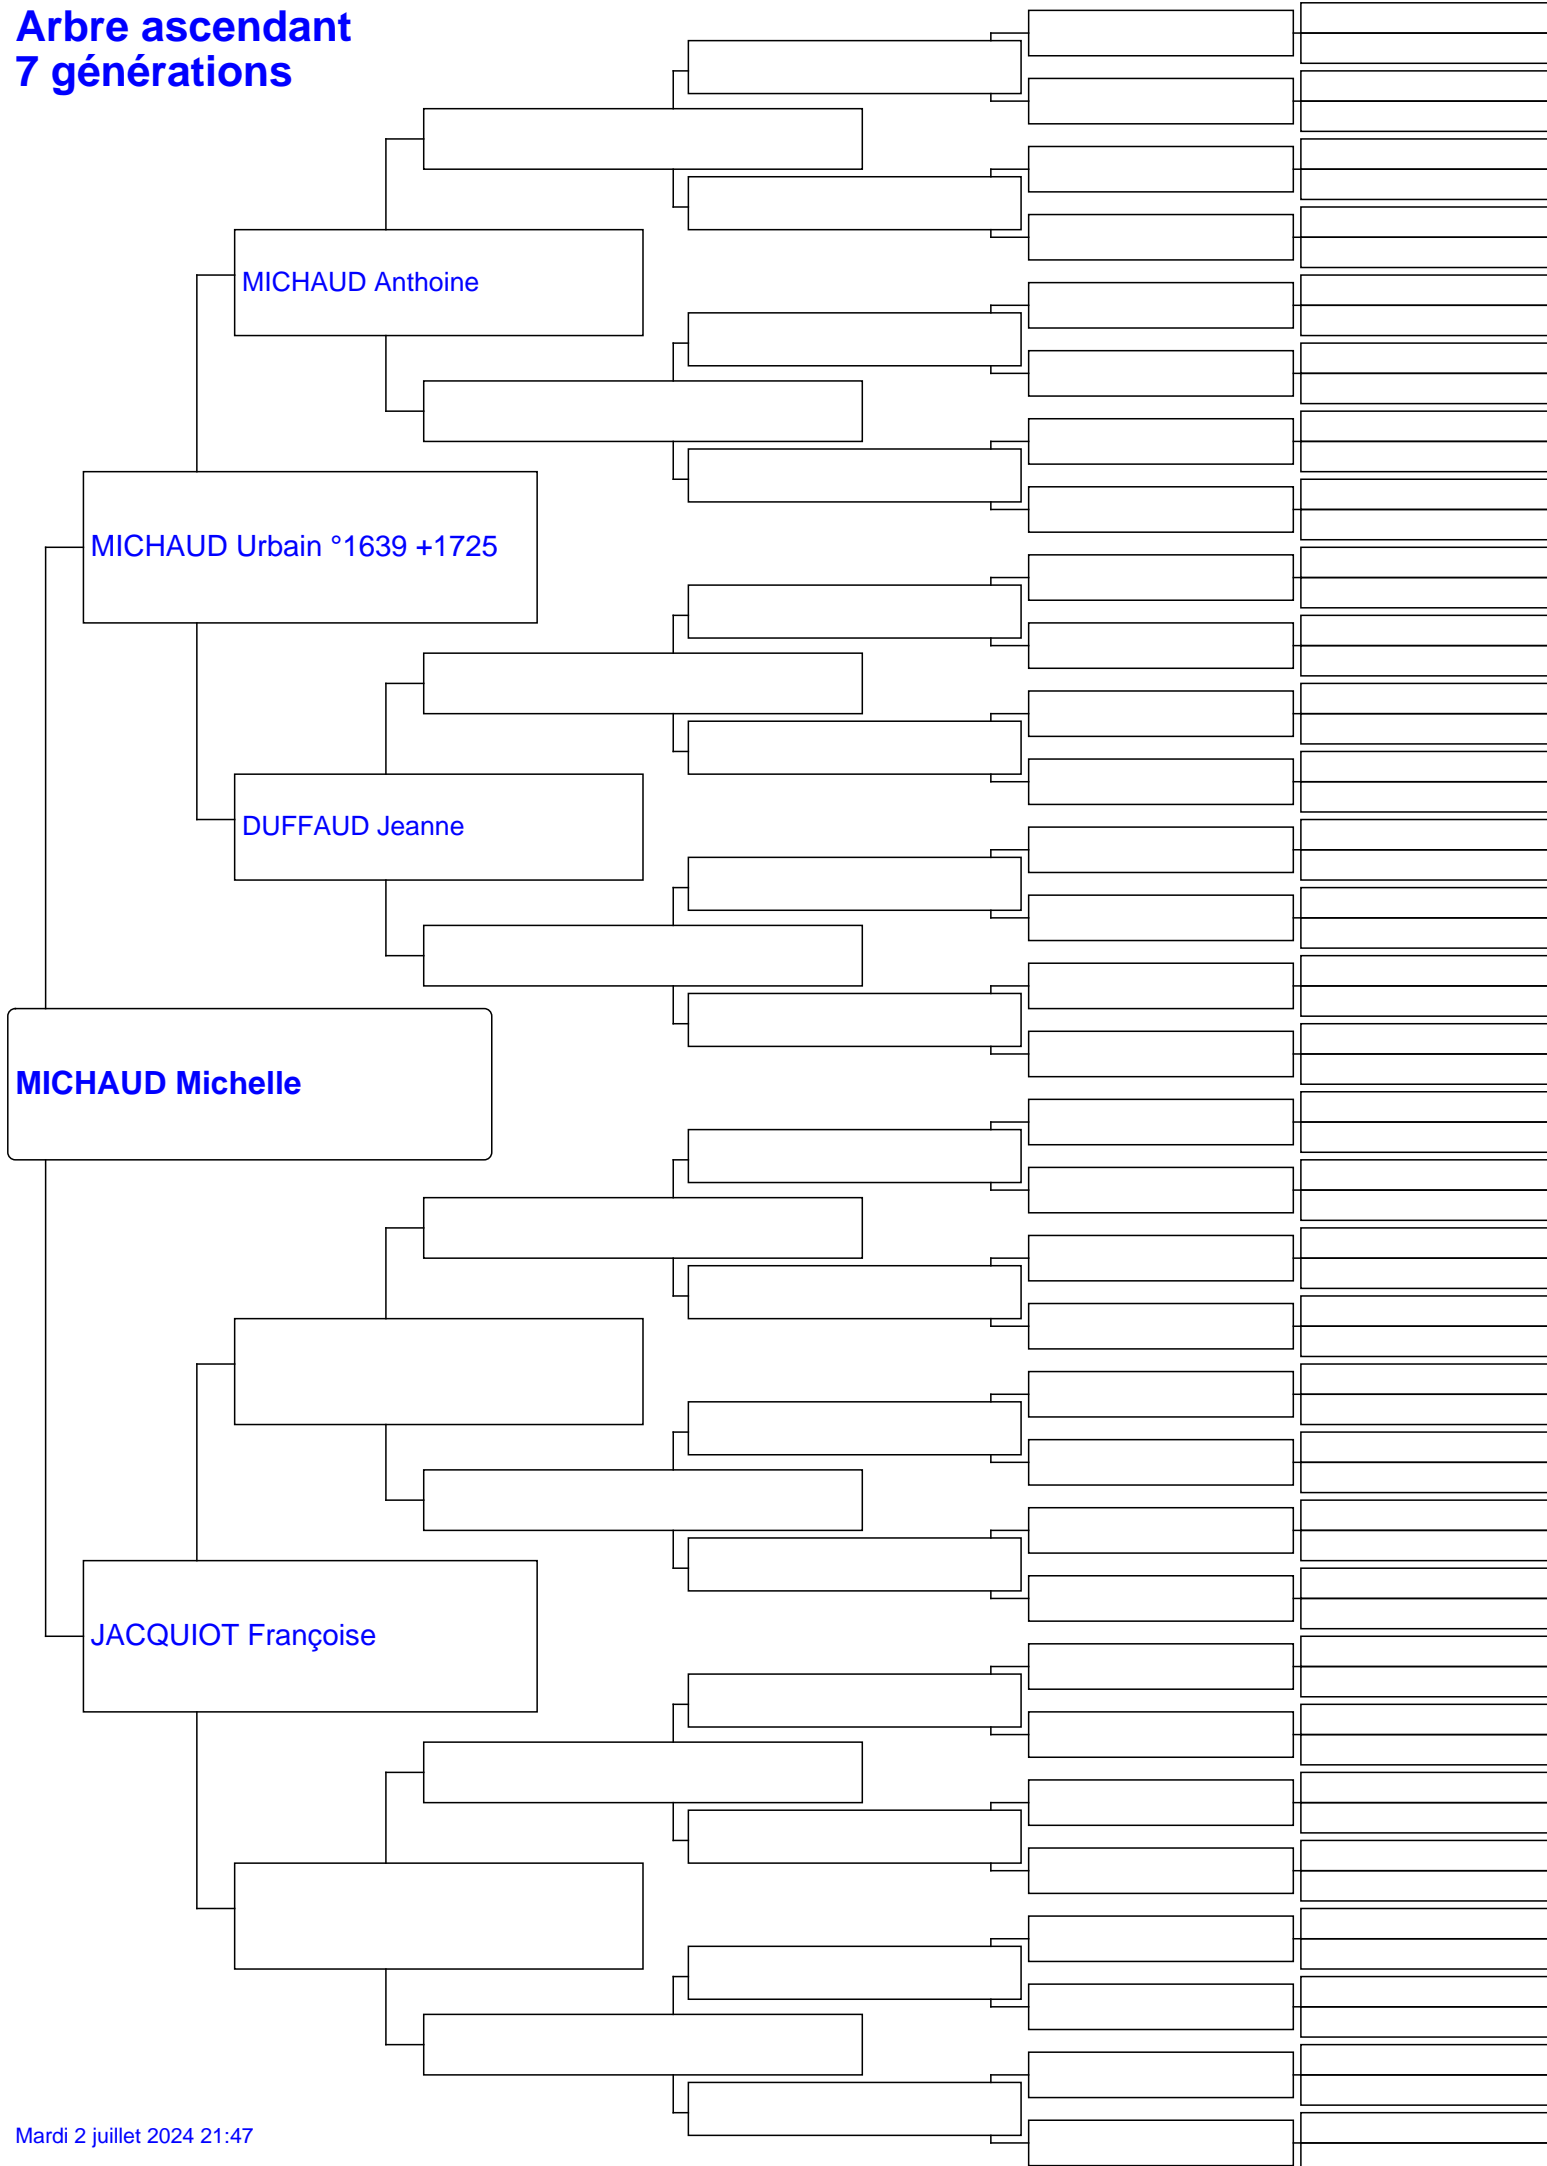 Arbre ascendant
7 générations
MICHAUD Anthoine
MICHAUD Urbain °1639 +1725
DUFFAUD Jeanne
MICHAUD Michelle
JACQUIOT Françoise
Mardi 2 juillet 2024 21:47